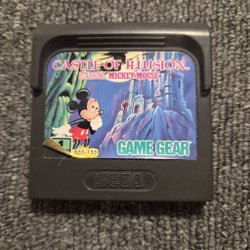 CASTLE OF ILLUSION
STARRING MICKEY MOUSE
GAME GEAR
SEGA